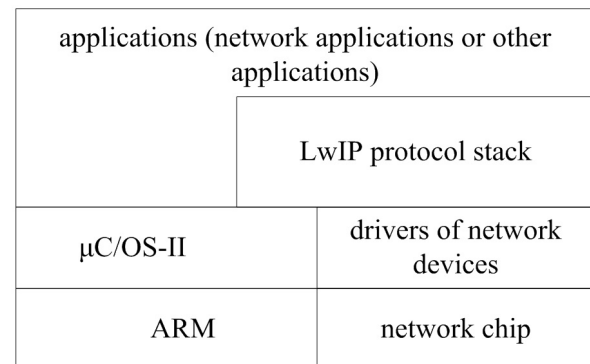 applications (network applications or other
applications)
LwIP protocol stack
μC/OS-II
drivers of network
devices
ARM
network chip